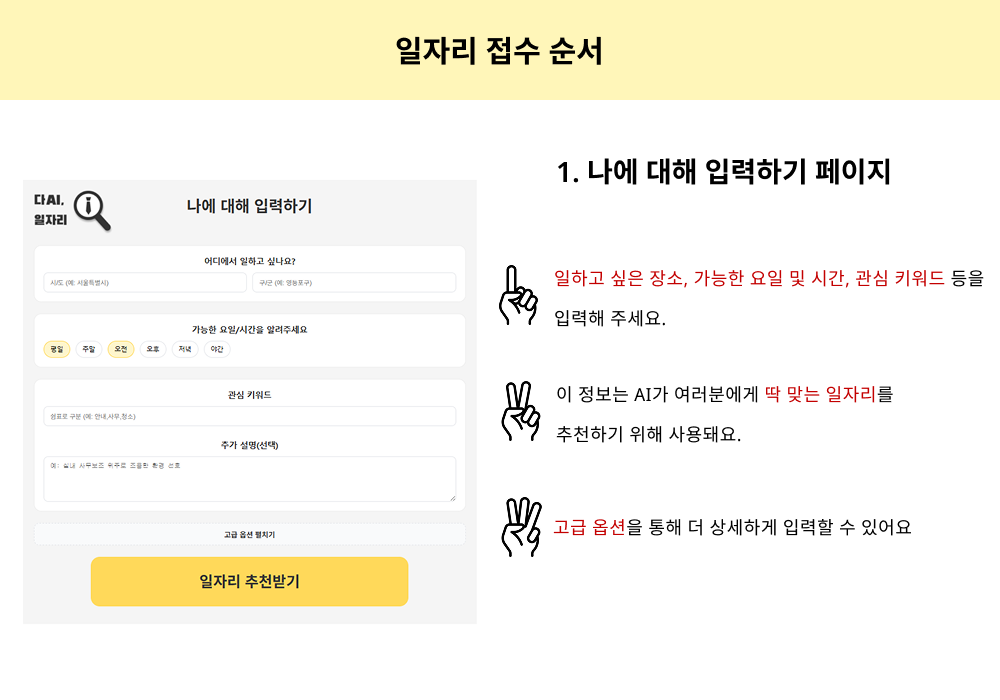 일자리 접수 순서
다AI,
일자리
나에 대해 입력하기
어디에서 일하고 싶나요?
시/도 (예: 서울특별시)
구/군 (예: 영등포구)
가능한 요일/시간을 알려주세요
평일 주말 오전 오후 저녁 야간
관심 키워드
쉼표로 구분 (예: 안내,사무,청소)
추가 설명(선택)
예: 실내 사무보조 위주로 조용한 환경 선호
고급 옵션 펼치기
일자리 추천받기
1. 나에 대해 입력하기 페이지
일하고 싶은 장소, 가능한 요일 및 시간, 관심 키워드 등을
입력해 주세요.
이 정보는 AI가 여러분에게 딱 맞는 일자리를
추천하기 위해 사용돼요.
고급 옵션을 통해 더 상세하게 입력할 수 있어요